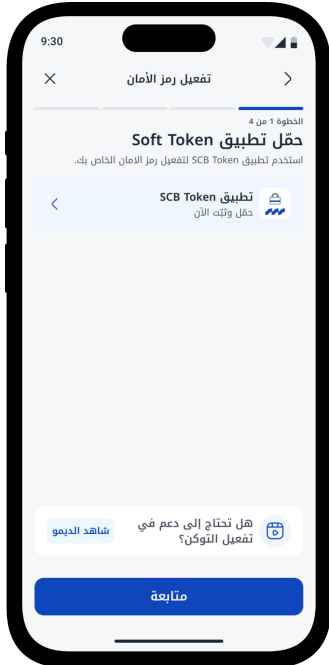 9:30
تفعيل رمز الأمان
الخطوة 1 من 4
حمّل تطبيق Soft Token
استخدم تطبيق SCB Token لتفعيل رمز الامان الخاص بك.
تطبيق SCB Token
حمّل وثبّت الآن
هل تحتاج إلى دعم في
تفعيل التوكن؟
شاهد الديمو
متابعة